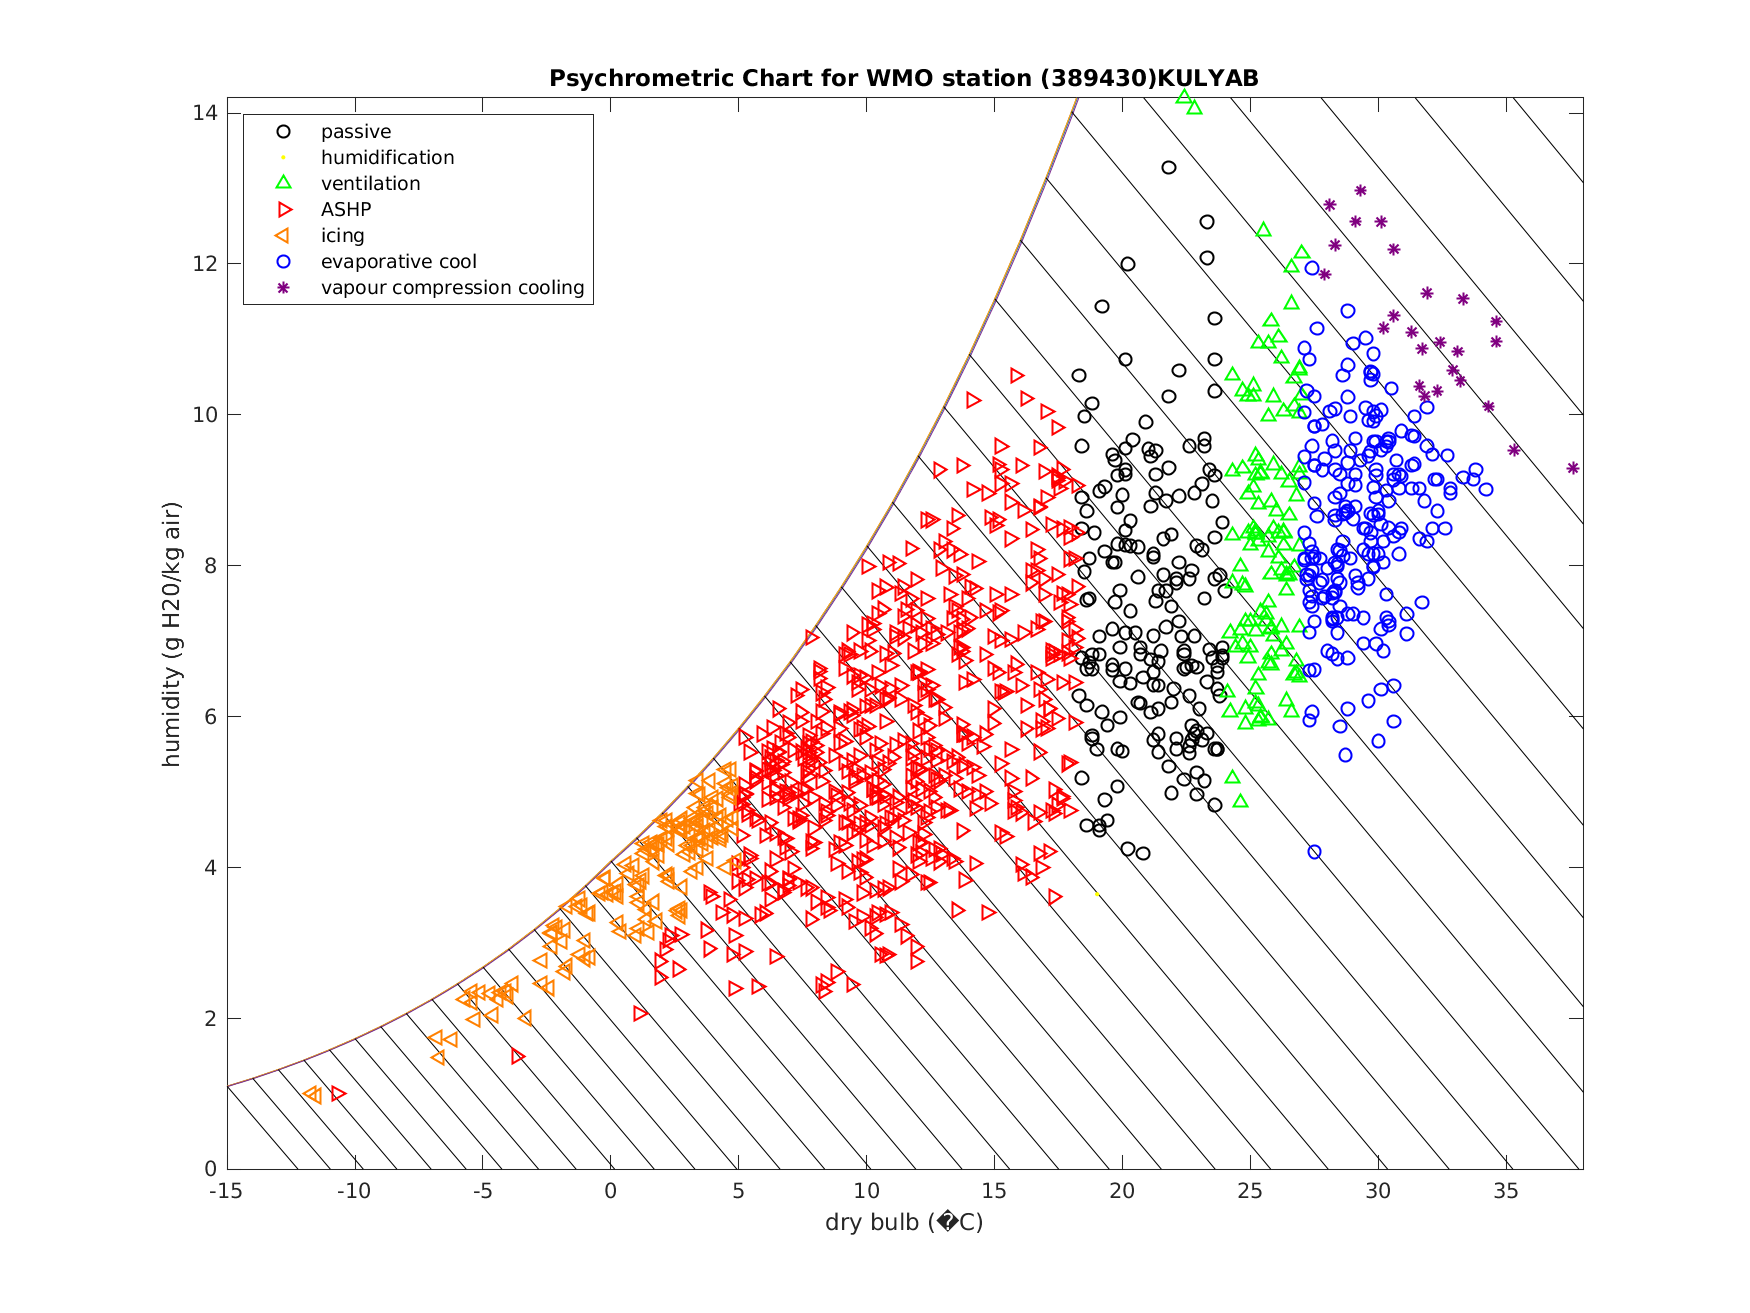 Psychrometric Chart for WMO station (389430)KULYAB
passive
humidification
ventilation
ASHP
icing
evaporative cool
vapour compression cooling
humidity (g H20/kg air)
14
12
10
8
6
4
2
0
-15 -10 -5 0 5 10 15 20 25 30 35
dry bulb (�C)